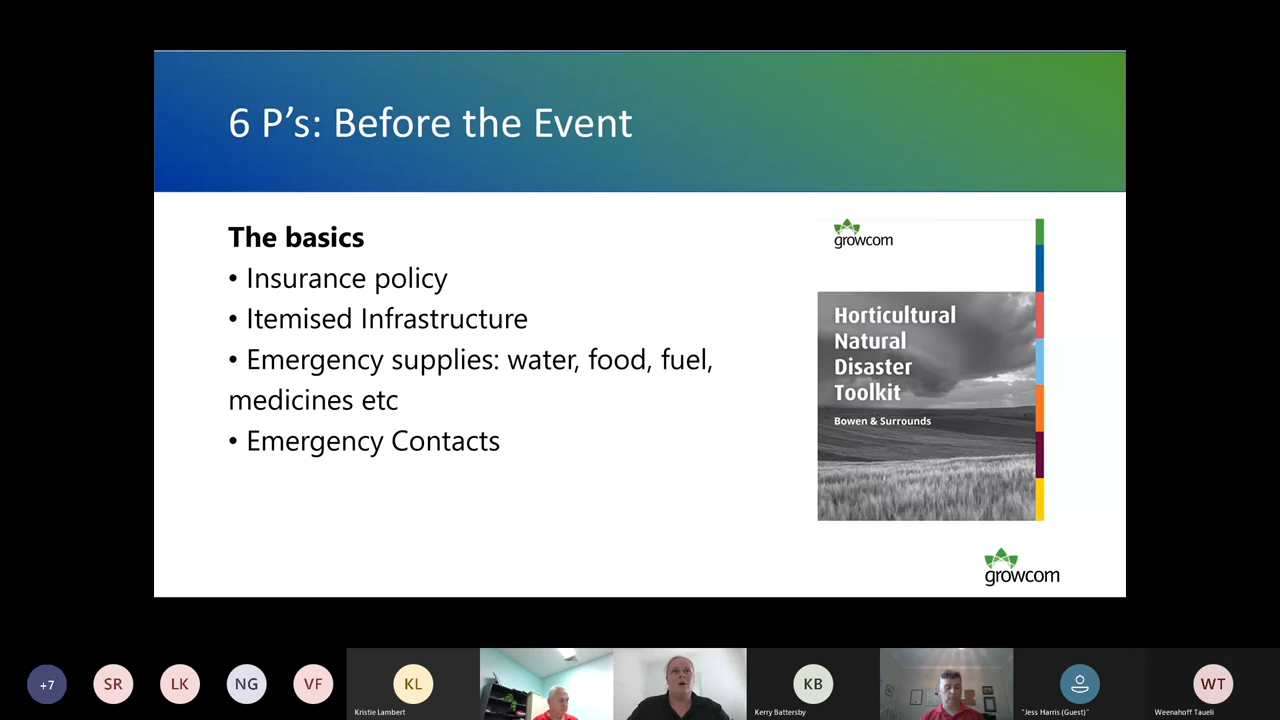 6 P’s: Before the Event
The basics
• Insurance policy
• Itemised Infrastructure
• Emergency supplies: water, food, fuel,
medicines etc
• Emergency Contacts
growcom
Horticultural
Natural
Disaster
Toolkit
Bowen & Surrounds
growcom
+7
SR
LK
NG
VF
KL
Kristie Lambert
KB
Kerry Battersby
"Jess Harris (Guest)"
WT
Weenahoff Taueli